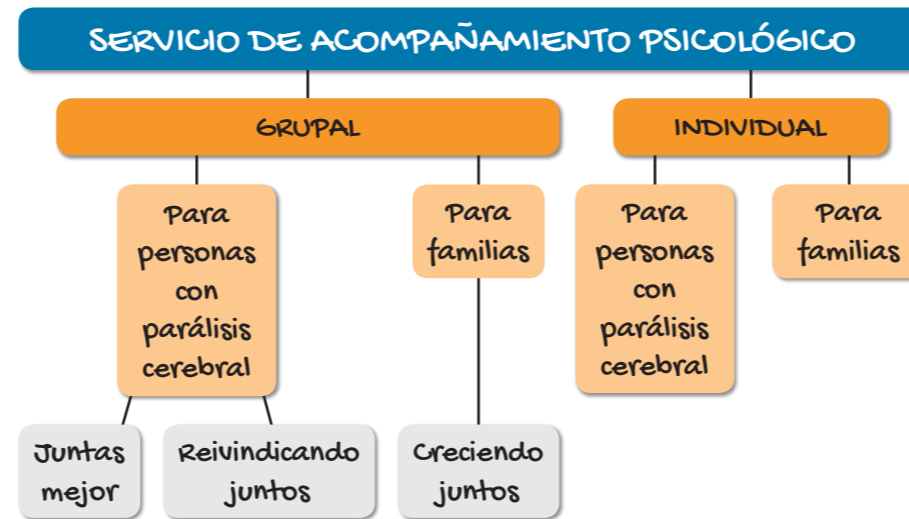 SERVICIO DE ACOMPAÑAMIENTO PSICOLÓGICO
GRUPAL
INDIVIDUAL
Para
personas
con
parálisis
cerebral
Para
familias
Para
personas
con
parálisis
cerebral
Para
familias
Juntas
mejor
Reivindicando
juntos
Creciendo
juntos